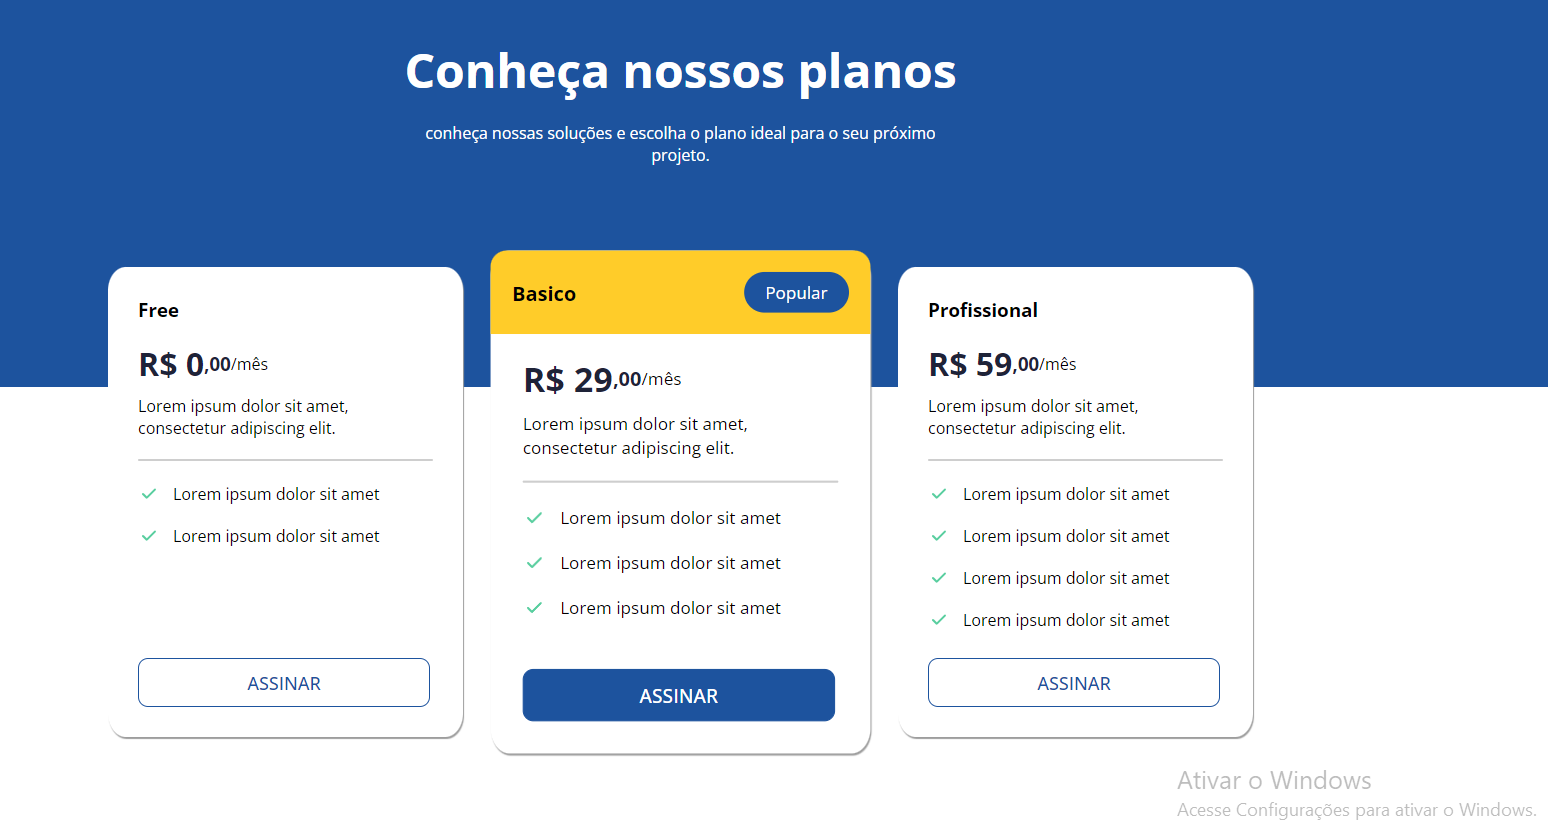 Conheça nossos planos
conheça nossas soluções e escolha o plano ideal para o seu próximo
projeto.
Free
R$ 0,00/mês
Lorem ipsum dolor sit amet,
consectetur adipiscing elit.
Lorem ipsum dolor sit amet
Lorem ipsum dolor sit amet
ASSINAR
Basico
Popular
R$ 29,00/mês
Lorem ipsum dolor sit amet,
consectetur adipiscing elit.
Lorem ipsum dolor sit amet
Lorem ipsum dolor sit amet
Lorem ipsum dolor sit amet
ASSINAR
Profissional
R$ 59,00/mês
Lorem ipsum dolor sit amet,
consectetur adipiscing elit.
Lorem ipsum dolor sit amet
Lorem ipsum dolor sit amet
Lorem ipsum dolor sit amet
Lorem ipsum dolor sit amet
ASSINAR
Ativar o Windows
Acesse Configurações para ativar o Windows.